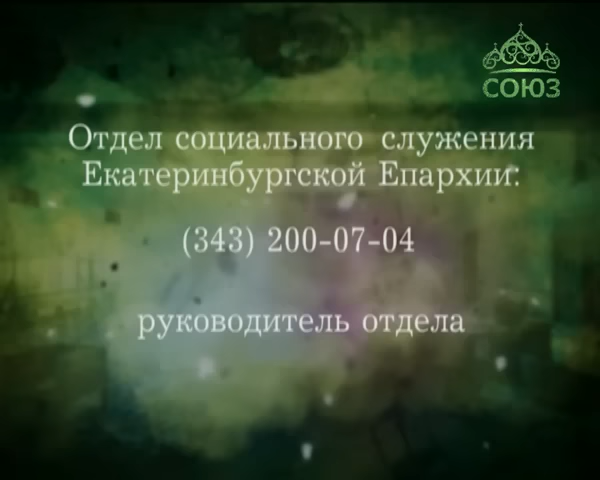 СОЮЗ
Отдел социального служения
Екатеринбургской Епархии:
(343) 200-07-04
руководитель отдела